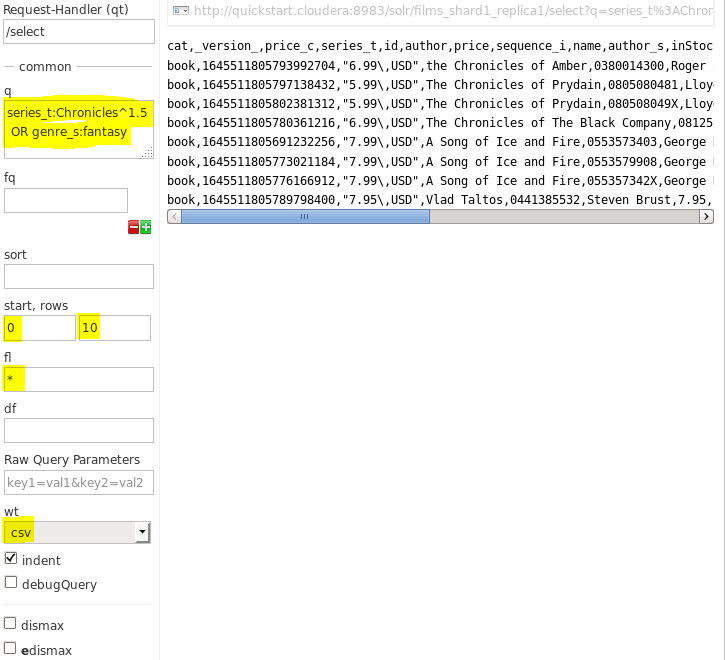 Request-Handler (qt)
/select
common
q
series_t:Chronicles^1.5
OR genre_s:fantasy
fq
sort
start, rows
0 10
fl
*
df
Raw Query Parameters
key1=val1&key2=val2
wt
csv
indent
debugQuery
dismax
edismax
http://quickstart.cloudera:8983/solr/films_shard1_replica1/select?q=series_t%3AChron
cat,_version_,price_c,series_t,id,author,price,sequence_i,name,author_s,inStoc
book,1645511805793992704,"6.99\,USD",the Chronicles of Amber,0380014300,Roger
book,1645511805797138432,"5.99\,USD",The Chronicles of Prydain,0805080481,Lloy
book,1645511805802381312,"5.99\,USD",The Chronicles of Prydain,080508049X,Lloy
book,1645511805780361216,"6.99\,USD",The Chronicles of The Black Company,08125
book,1645511805691232256,"7.99\,USD",A Song of Ice and Fire,0553573403,George
book,1645511805773021184,"7.99\,USD",A Song of Ice and Fire,0553579908,George
book,1645511805776166912,"7.99\,USD",A Song of Ice and Fire,055357342X,George
book,1645511805789798400,"7.95\,USD",Vlad Taltos,0441385532,Steven Brust,7.95,